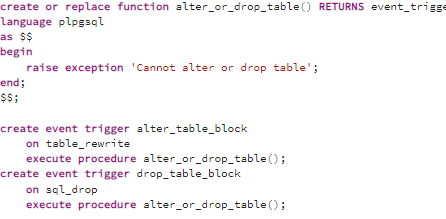 create or replace function alter_or_drop_table() RETURNS event_trigge
language plpgsql
as $$
begin
    raise exception 'Cannot alter or drop table';
end;
$$;

create event trigger alter_table_block
    on table_rewrite
    execute procedure alter_or_drop_table();
create event trigger drop_table_block
    on sql_drop
    execute procedure alter_or_drop_table();